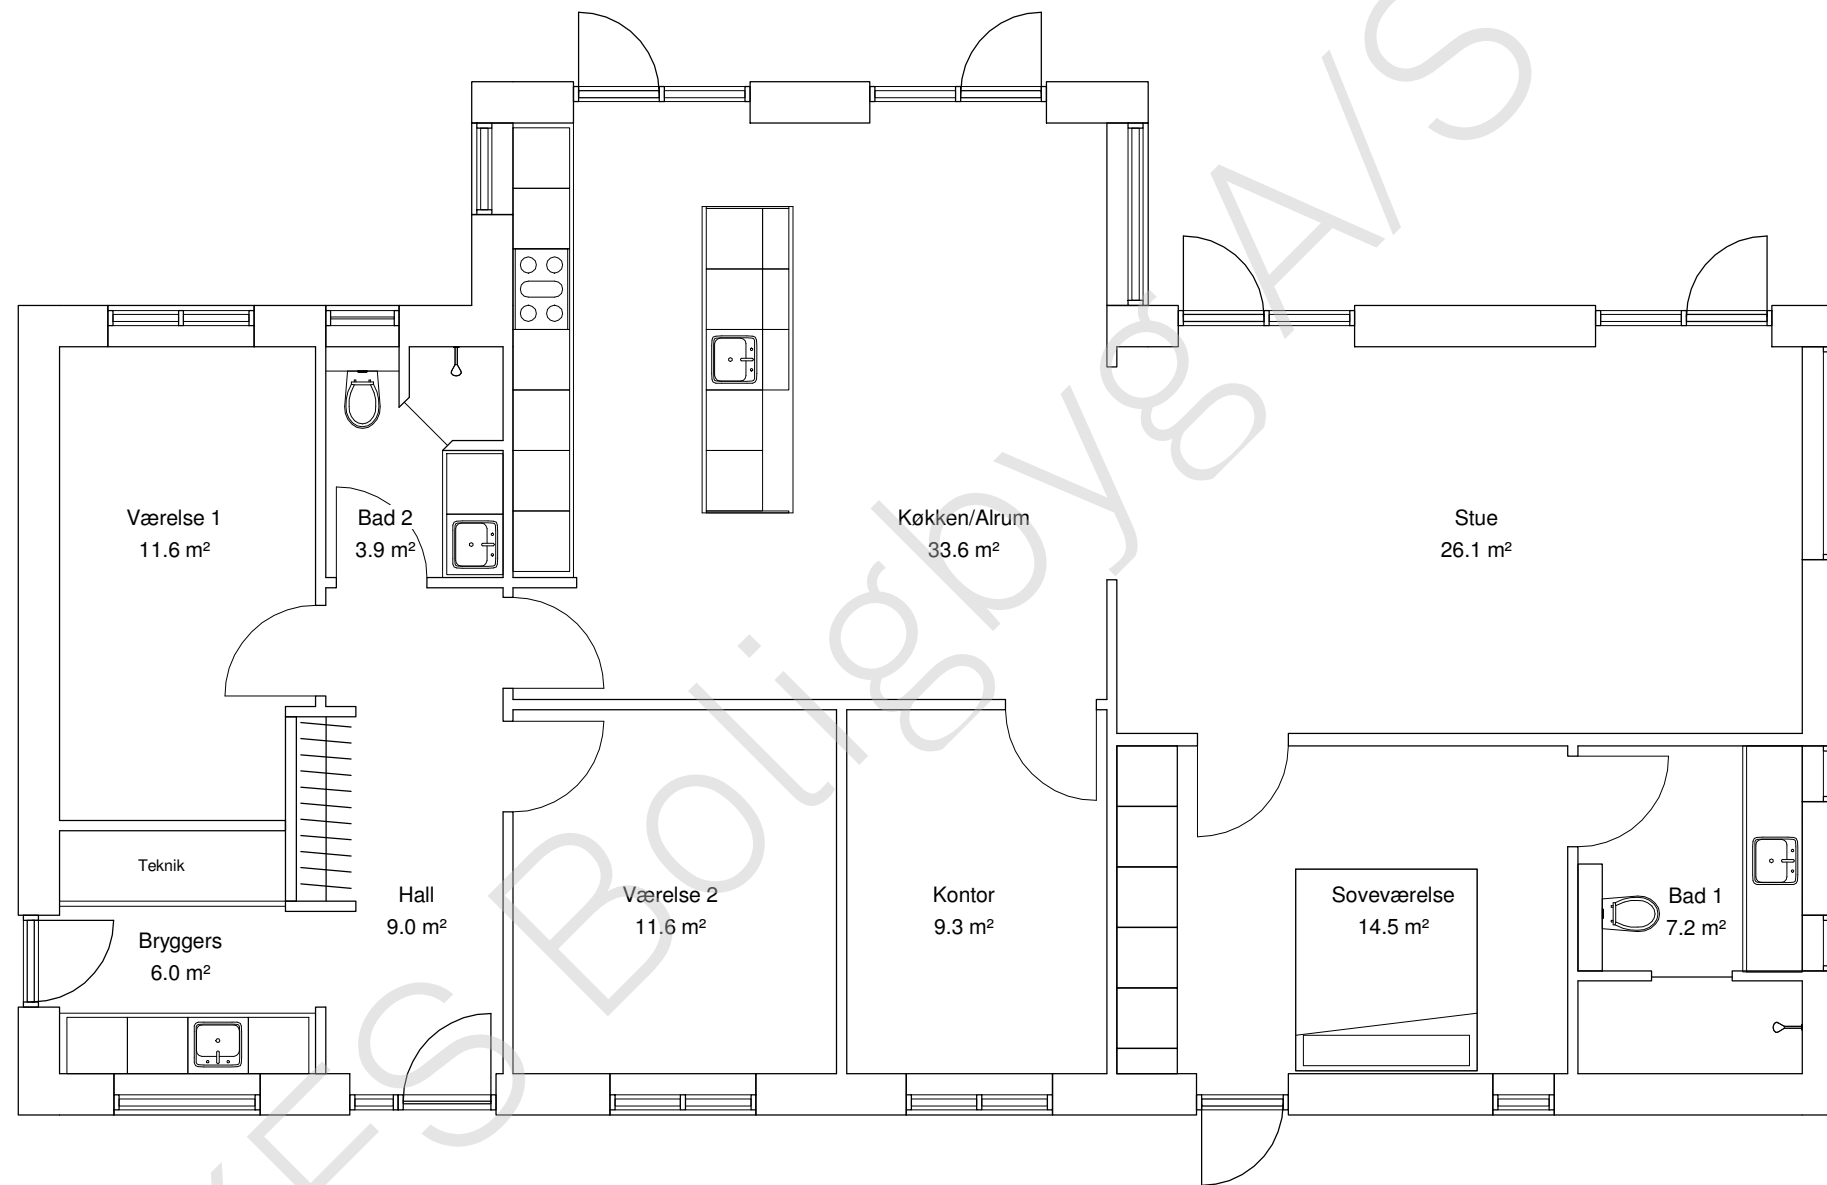 Værelse 1
11.6 m²
Bad 2
3.9 m²
Køkken/Alrum
33.6 m²
Stue
26.1 m²
Teknik
Hall
9.0 m²
Bryggers
6.0 m²
Værelse 2
11.6 m²
Kontor
9.3 m²
Soveværelse
14.5 m²
Bad 1
7.2 m²
Boligbyg A/S